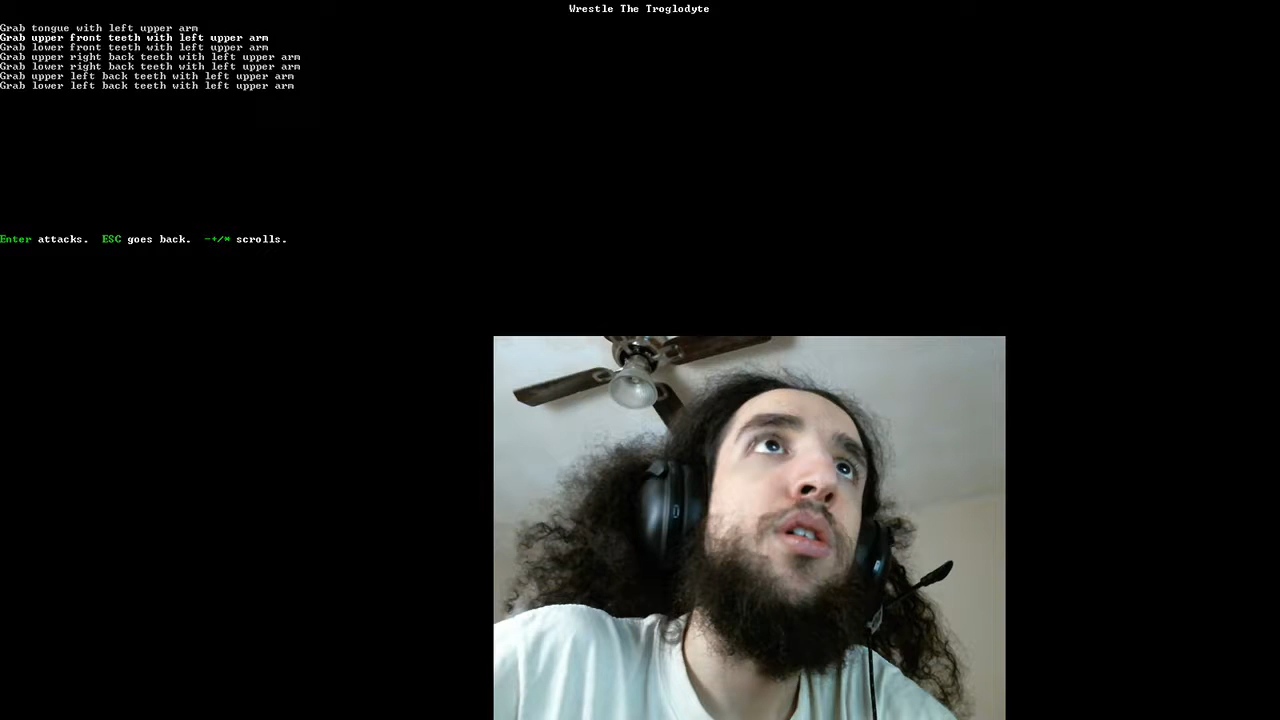 Wrestle The Troglodyte
Grab tongue with left upper arm
Grab upper front teeth with left upper arm
Grab lower front teeth with left upper arm
Grab upper right back teeth with left upper arm
Grab lower right back teeth with left upper arm
Grab upper left back teeth with left upper arm
Grab lower left back teeth with left upper arm
Enter attacks. ESC goes back. -+/* scrolls.